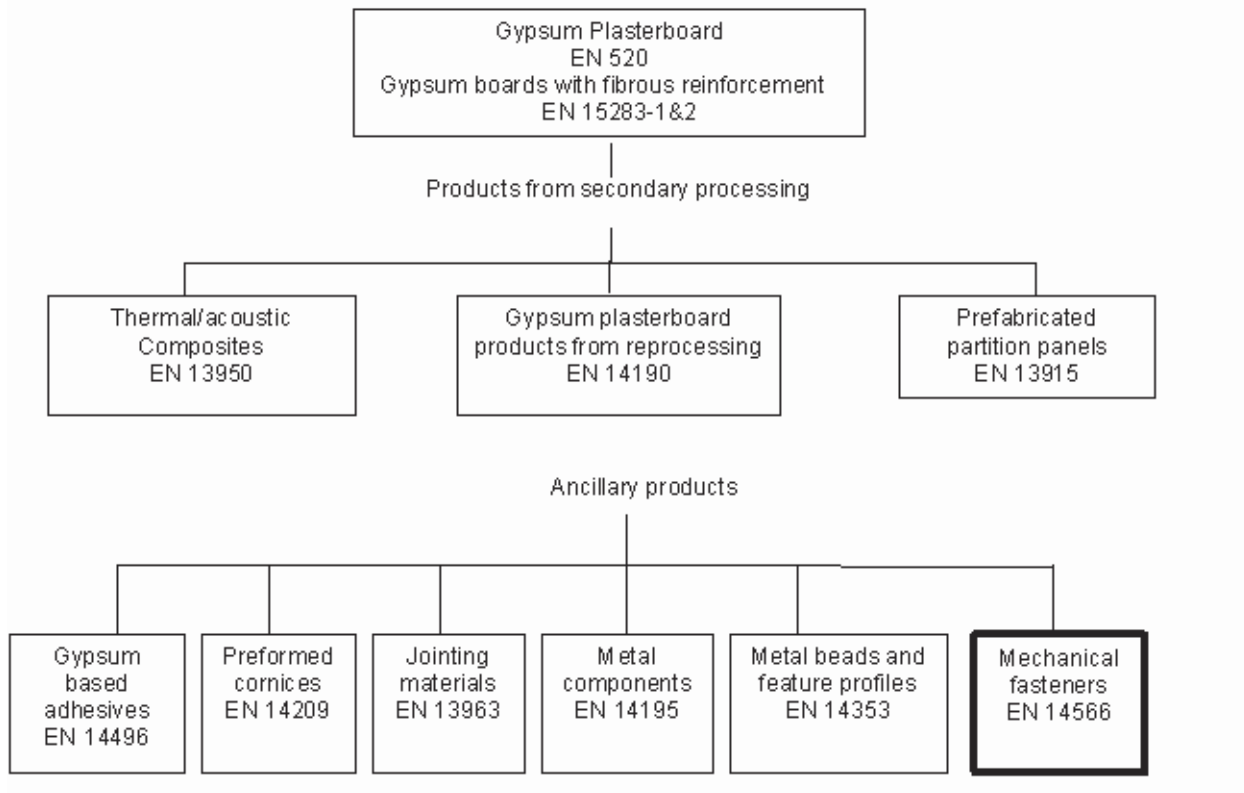 Gypsum Plasterboard
EN 520
Gypsum boards with fibrous reinforcement
EN 15283-1&2
Products from secondary processing
Thermal/acoustic
Composites
EN 13950
Gypsum plasterboard
products from reprocessing
EN 14190
Prefabricated
partition panels
EN 13915
Ancillary products
Gypsum
based
adhesives
EN 14496
Preformed
cornices
EN 14209
Jointing
materials
EN 13963
Metal
components
EN 14195
Metal beads and
feature profiles
EN 14353
Mechanical
fasteners
EN 14566